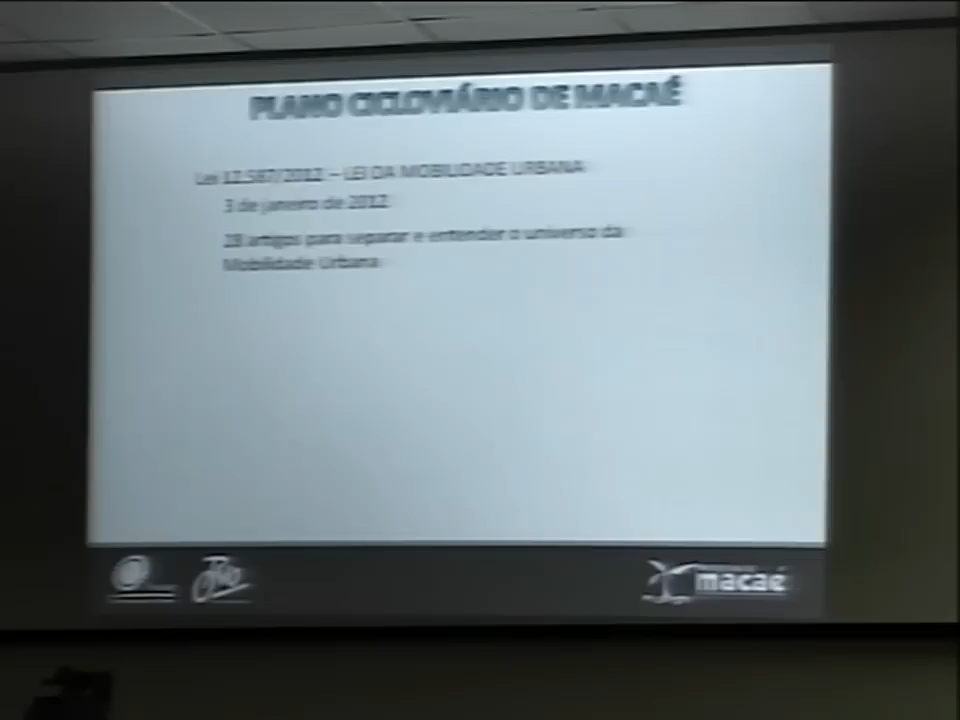 PLANO CICLOVIÁRIO DE MACAÉ
Lei 12.587/2012 – LEI DA MOBILIDADE URBANA
3 de janeiro de 2012
28 artigos para separar e entender o universo da
Mobilidade Urbana
macaé